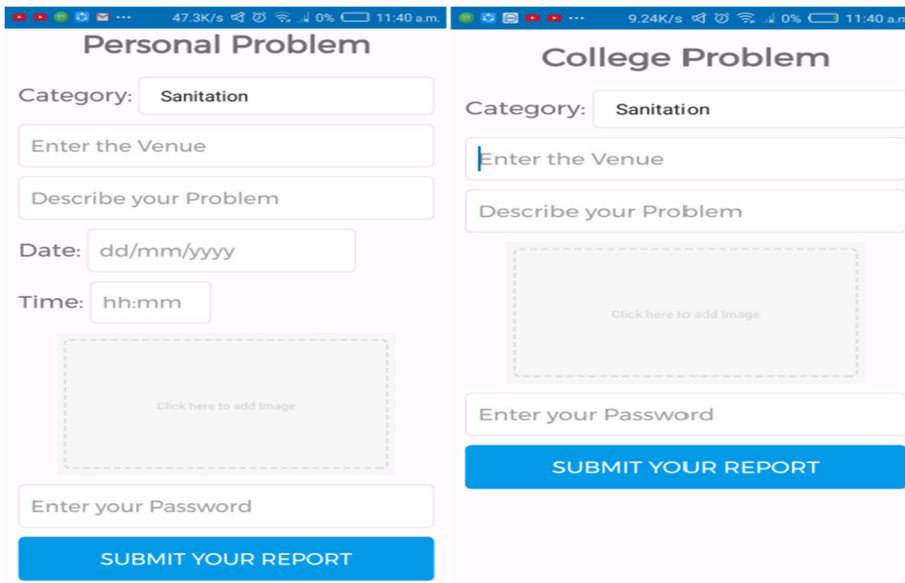 47.3K/s 0% 11:40 a.m.
Personal Problem
Category: Sanitation
Enter the Venue
Describe your Problem
Date: dd/mm/yyyy
Time: hh:mm
Click here to add image
Enter your Password
SUBMIT YOUR REPORT
9.24K/s 0% 11:40 a.m
College Problem
Category: Sanitation
Enter the Venue
Describe your Problem
Click here to add image
Enter your Password
SUBMIT YOUR REPORT